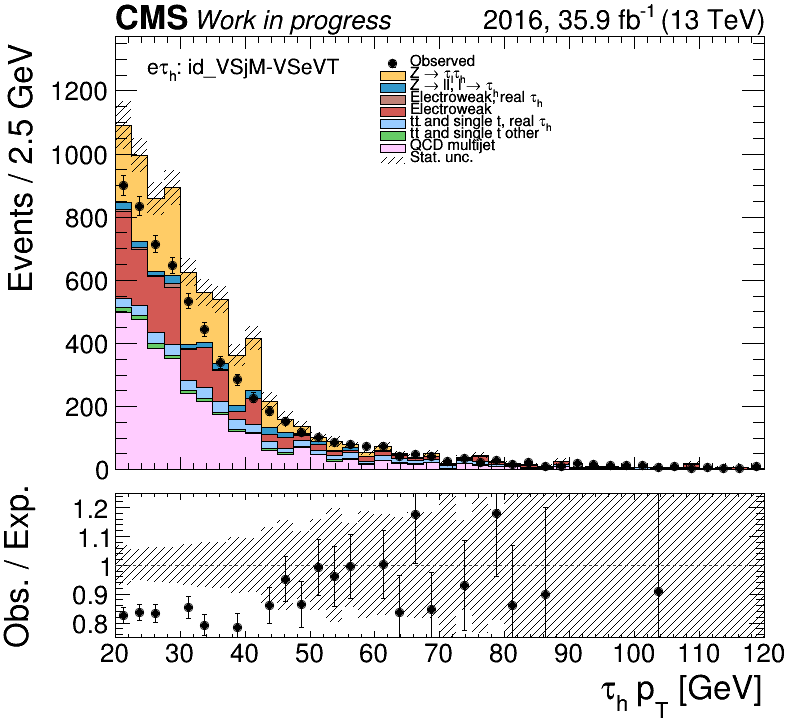 CMS Work in progress 2016, 35.9 fb⁻¹ (13 TeV)
eτh: id_VSjM-VSeVT
Observed
Z → τlτh
Z → ll, l → τh
Electroweak, real τh
Electroweak
tt and single t, real τh
tt and single t other
QCD multijet
Stat. unc.
Events / 2.5 GeV
1200
1000
800
600
400
200
0
Obs. / Exp.
1.2
1.1
1
0.9
0.8
20 30 40 50 60 70 80 90 100 110 120
τh pT [GeV]